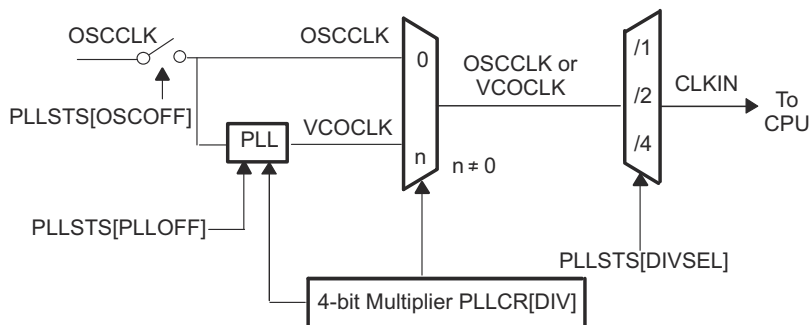 OSCCLK
OSCCLK
0
/1
OSCCLK or
VCOCLK
/2
CLKIN
To
CPU
PLLSTS[OSCOFF]
PLL
VCOCLK
n
n ≠ 0
/4
PLLSTS[PLLOFF]
PLLSTS[DIVSEL]
4-bit Multiplier PLLCR[DIV]